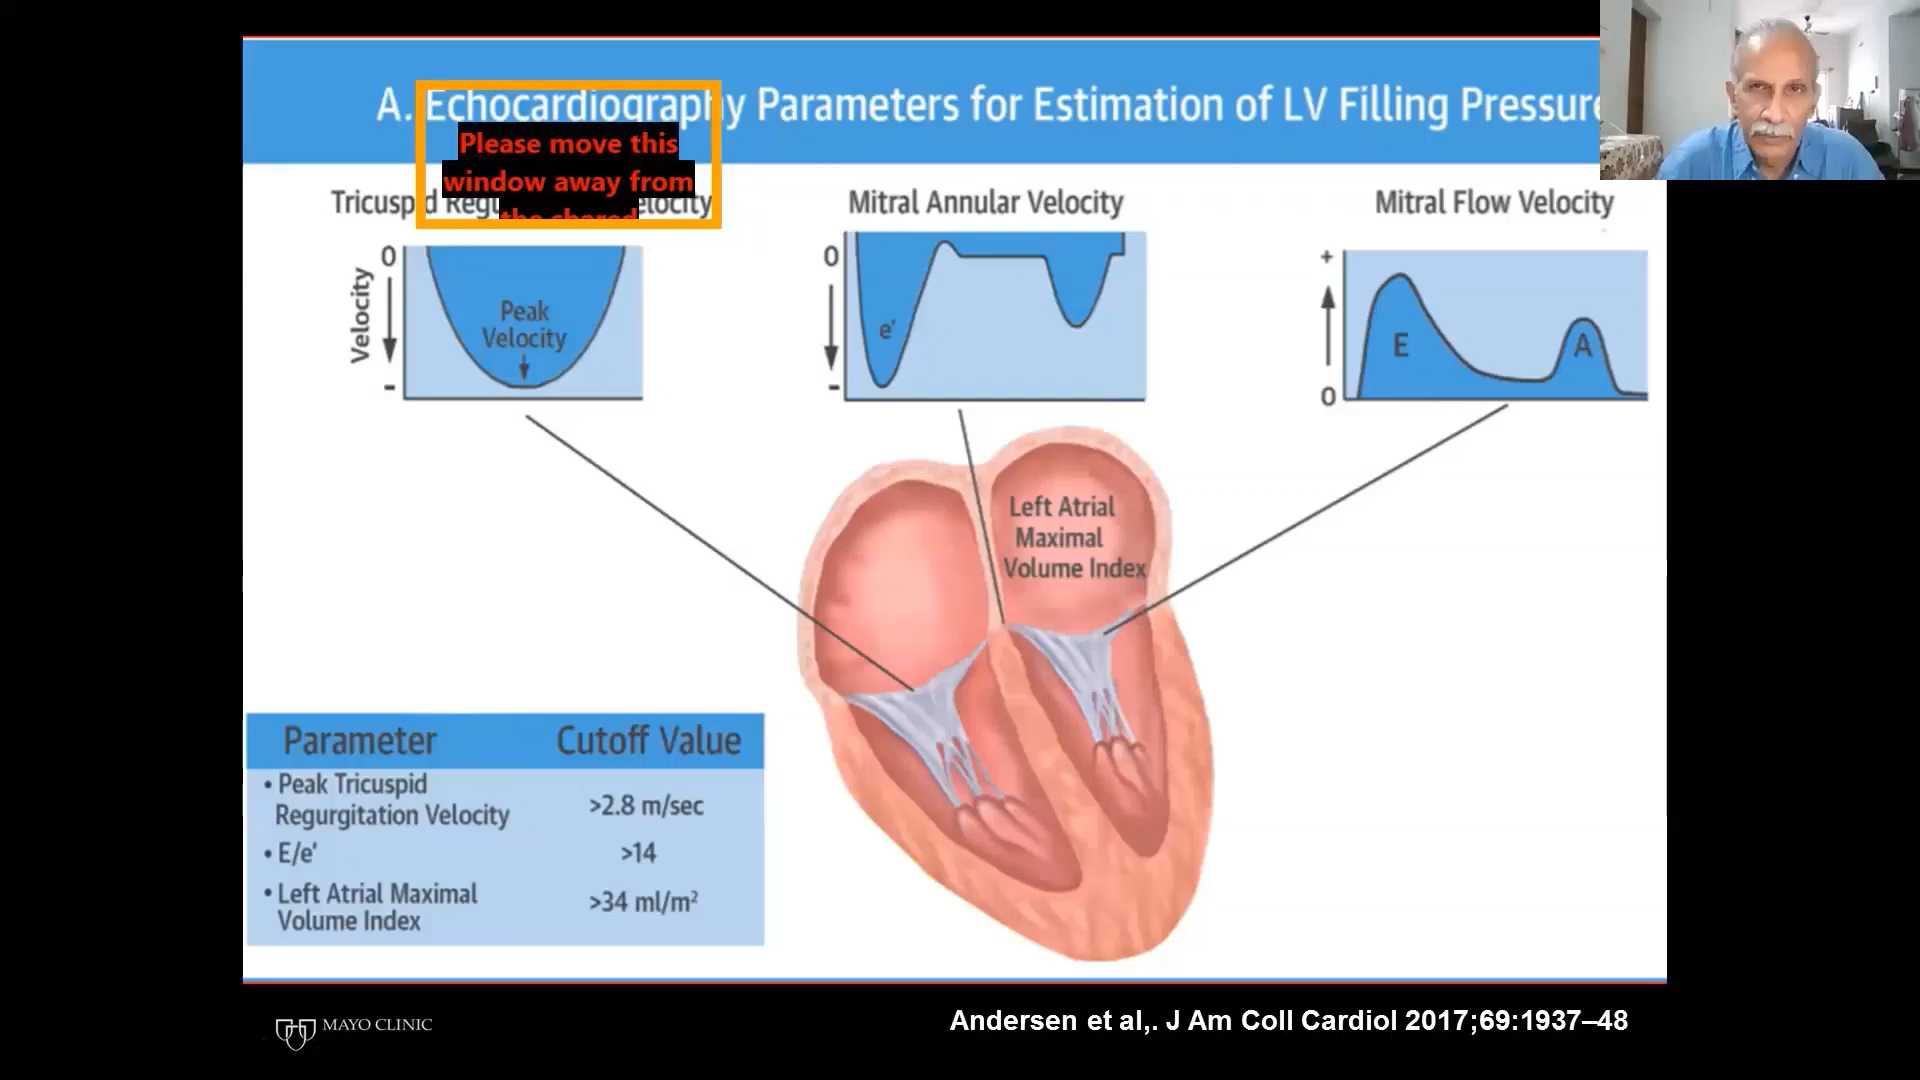 A. Echocardiography Parameters for Estimation of LV Filling Pressure
Please move this
window away from
the shared
Mitral Annular Velocity
Mitral Flow Velocity
0
Velocity
-
Peak
Velocity
0
-
e'
+
0
E
A
Left Atrial
Maximal
Volume Index
Parameter Cutoff Value
• Peak Tricuspid
Regurgitation Velocity
>2.8 m/sec
• E/e' >14
• Left Atrial Maximal
Volume Index
>34 ml/m²
MAYO CLINIC
Andersen et al,. J Am Coll Cardiol 2017;69:1937–48